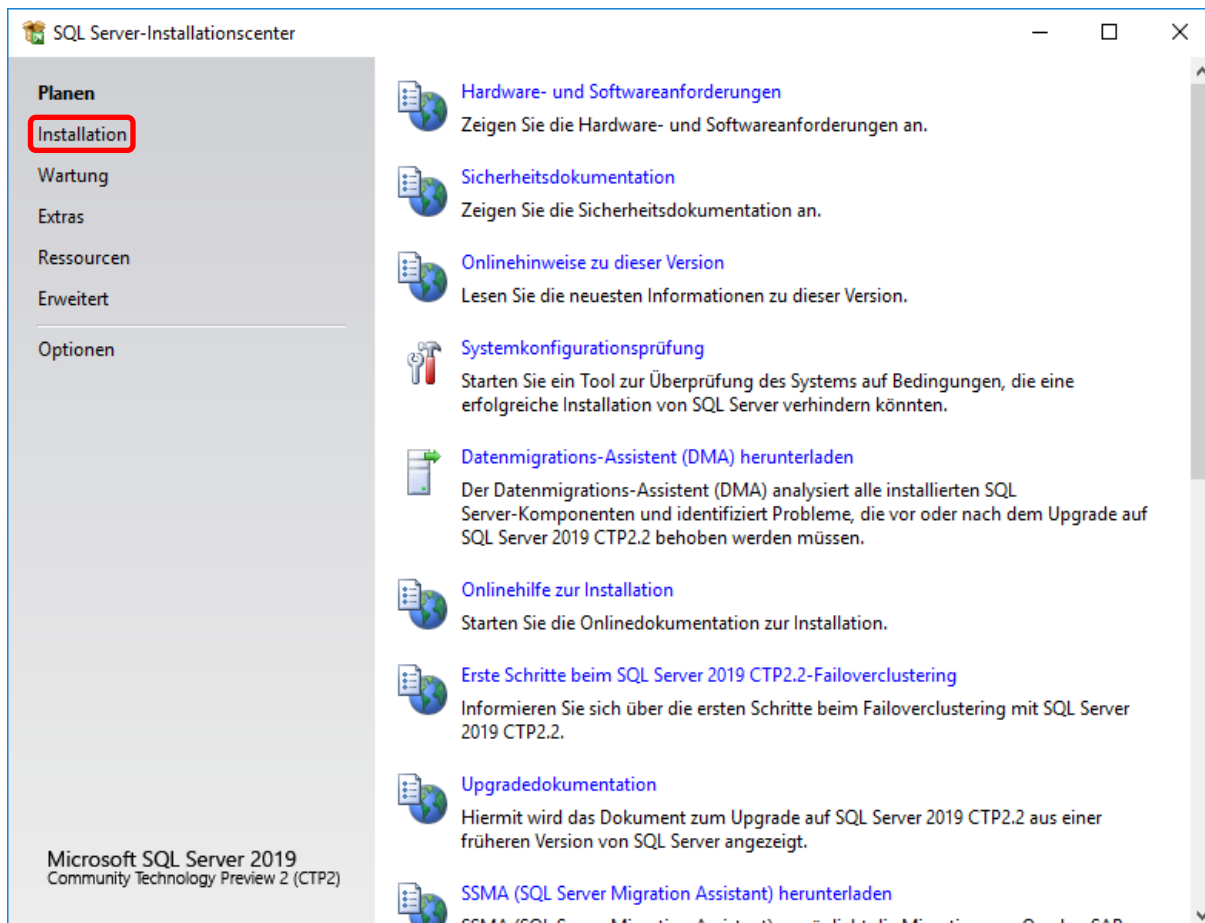 SQL Server-Installationscenter
Planen
Installation
Wartung
Extras
Ressourcen
Erweitert
Optionen
Microsoft SQL Server 2019
Community Technology Preview 2 (CTP2)
Hardware- und Softwareanforderungen
Zeigen Sie die Hardware- und Softwareanforderungen an.
Sicherheitsdokumentation
Zeigen Sie die Sicherheitsdokumentation an.
Onlinehinweise zu dieser Version
Lesen Sie die neuesten Informationen zu dieser Version.
Systemkonfigurationsprüfung
Starten Sie ein Tool zur Überprüfung des Systems auf Bedingungen, die eine
erfolgreiche Installation von SQL Server verhindern könnten.
Datenmigrations-Assistent (DMA) herunterladen
Der Datenmigrations-Assistent (DMA) analysiert alle installierten SQL
Server-Komponenten und identifiziert Probleme, die vor oder nach dem Upgrade auf
SQL Server 2019 CTP2.2 behoben werden müssen.
Onlinehilfe zur Installation
Starten Sie die Onlinedokumentation zur Installation.
Erste Schritte beim SQL Server 2019 CTP2.2-Failoverclustering
Informieren Sie sich über die ersten Schritte beim Failoverclustering mit SQL Server
2019 CTP2.2.
Upgradedokumentation
Hiermit wird das Dokument zum Upgrade auf SQL Server 2019 CTP2.2 aus einer
früheren Version von SQL Server angezeigt.
SSMA (SQL Server Migration Assistant) herunterladen